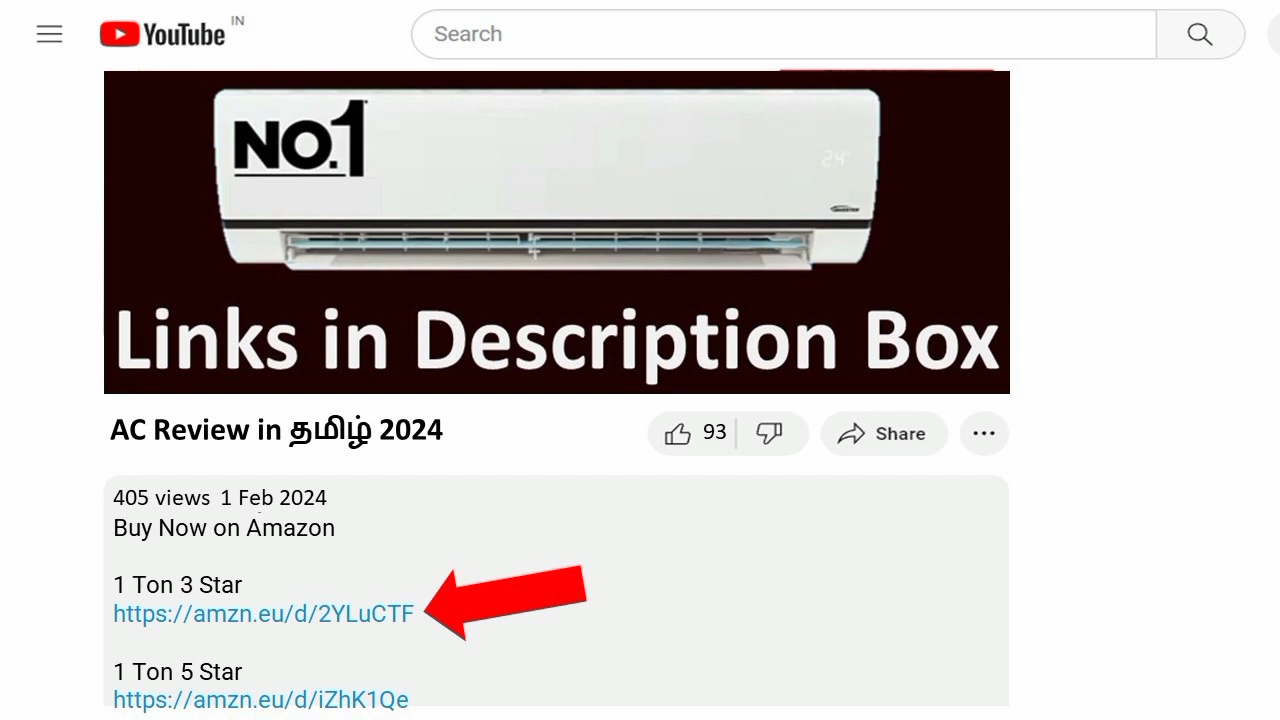 YouTube IN
Search
NO.1
24°
INVERTER
Links in Description Box
AC Review in தமிழ் 2024
93
Share
405 views 1 Feb 2024
Buy Now on Amazon
1 Ton 3 Star
https://amzn.eu/d/2YLuCTF
1 Ton 5 Star
https://amzn.eu/d/iZhK1Qe